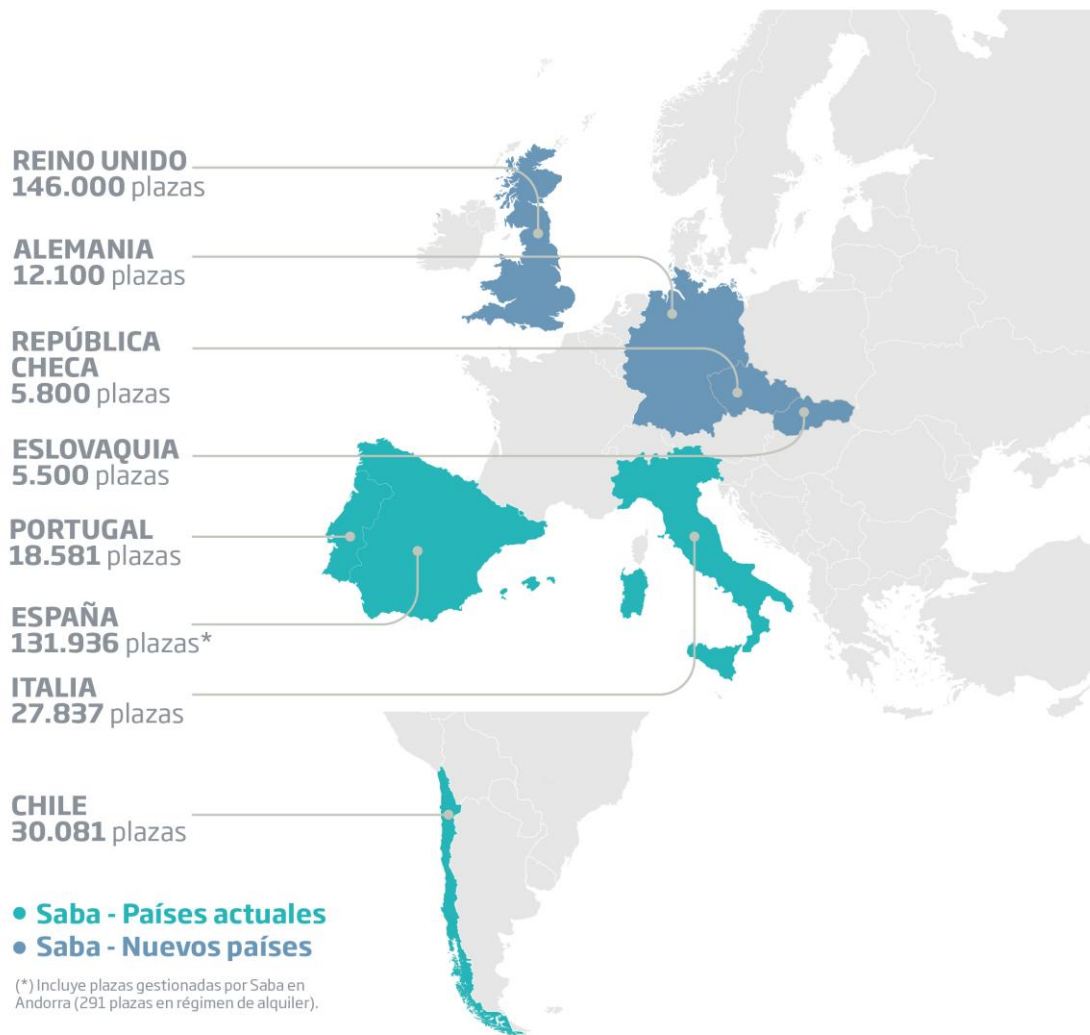 REINO UNIDO
146.000 plazas
ALEMANIA
12.100 plazas
REPÚBLICA
CHECA
5.800 plazas
ESLOVAQUIA
5.500 plazas
PORTUGAL
18.581 plazas
ESPAÑA
131.936 plazas*
ITALIA
27.837 plazas
CHILE
30.081 plazas
• Saba - Países actuales
• Saba - Nuevos países
(*) Incluye plazas gestionadas por Saba en
Andorra (291 plazas en régimen de alquiler).